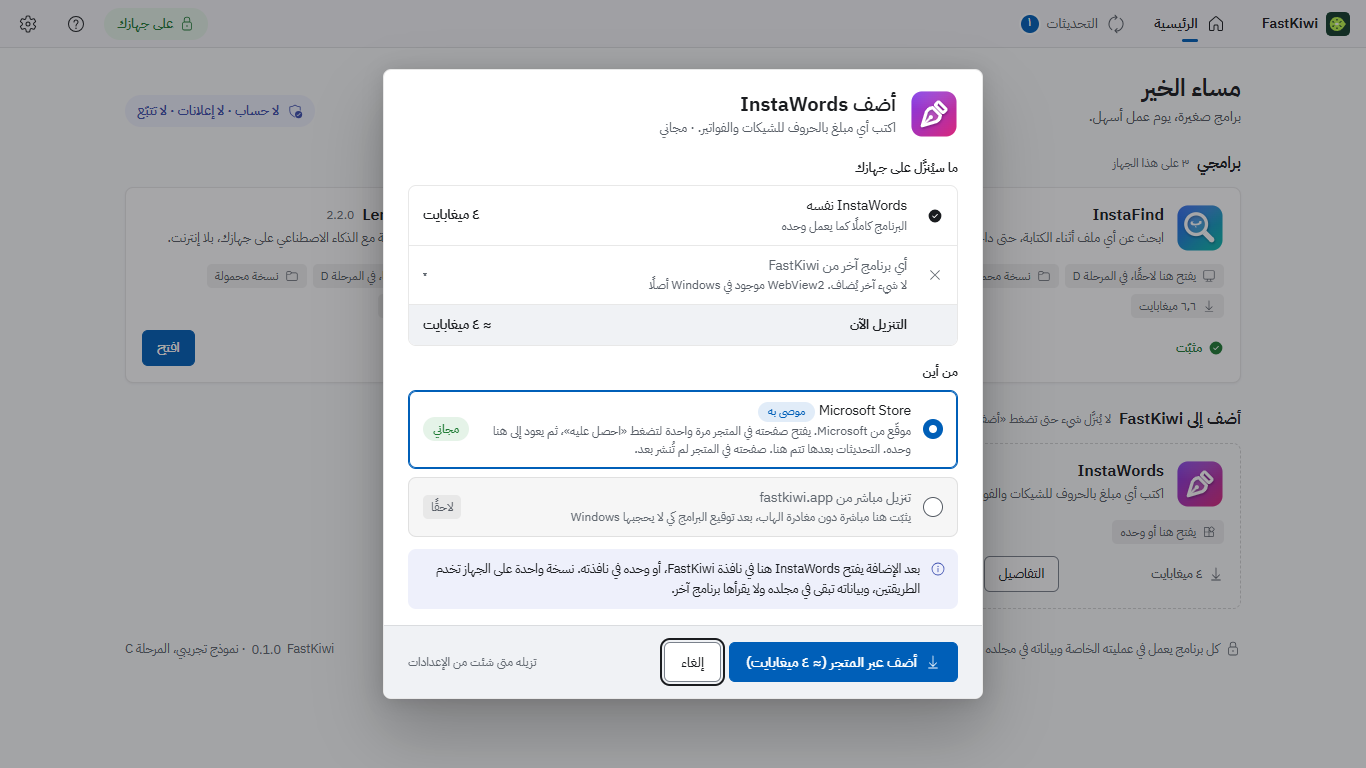 FastKiwi
الرئيسية
التحديثات ١
على جهازك
مساء الخير
برامج صغيرة، يوم عمل أسهل.
لا حساب · لا إعلانات · لا تتبّع
برامجي ٣ على هذا الجهاز
InstaFind
ابحث عن أي ملف أثناء الكتابة، حتى
يفتح هنا لاحقًا، في المرحلة D
٦٫٦ ميغابايت
مثبّت
2.2.0
مع الذكاء الاصطناعي على جهازك، بلا إنترنت.
في المرحلة D
نسخة محمولة
افتح
أضف إلى FastKiwi لا يُنزَّل شيء حتى تضغط
InstaWords
اكتب أي مبلغ بالحروف للشيكات
يفتح هنا أو وحده
٤ ميغابايت
التفاصيل
كل برنامج يعمل في عمليته الخاصة وبياناته في مجلده
FastKiwi 0.1.0 · نموذج تجريبي، المرحلة C
أضف InstaWords
اكتب أي مبلغ بالحروف للشيكات والفواتير. · مجاني
ما سيُنزَّل على جهازك
InstaWords نفسه
البرنامج كاملًا كما يعمل وحده
٤ ميغابايت
أي برنامج آخر من FastKiwi
لا شيء آخر يُضاف. WebView2 موجود في Windows أصلًا
٠
التنزيل الآن
≈ ٤ ميغابايت
من أين
Microsoft Store موصى به
موقّع من Microsoft. يفتح صفحته في المتجر مرة واحدة لتضغط «احصل عليه»، ثم يعود إلى هنا
وحده. التحديثات بعدها تتم هنا. صفحته في المتجر لم تُنشر بعد.
مجاني
تنزيل مباشر من fastkiwi.app
يثبّت هنا مباشرة دون مغادرة الهاب، بعد توقيع البرامج كي لا يحجبها Windows
لاحقًا
بعد الإضافة يفتح InstaWords هنا في نافذة FastKiwi، أو وحده في نافذته. نسخة واحدة على الجهاز تخدم
الطريقتين، وبياناته تبقى في مجلده ولا يقرأها برنامج آخر.
أضف عبر المتجر (≈ ٤ ميغابايت)
إلغاء
تزيله متى شئت من الإعدادات